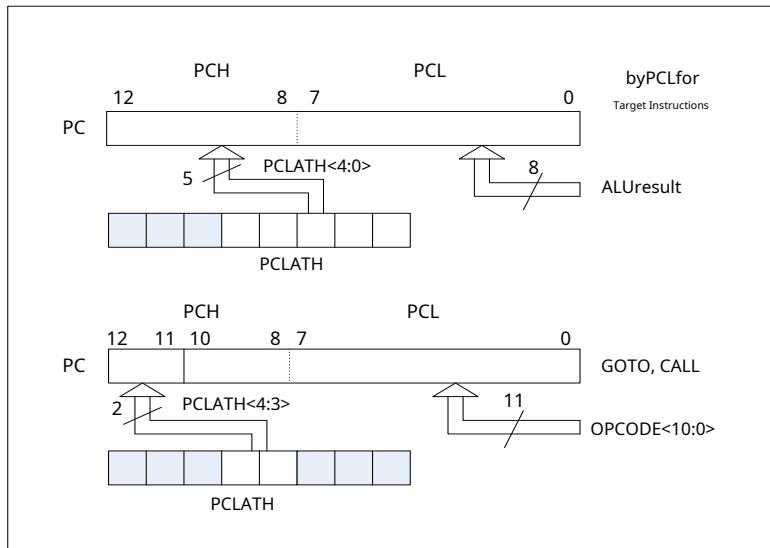 PCH PCL
byPCLfor
12 8 7 0
Target Instructions
PC
5 PCLATH<4:0> 8
ALUresult
PCLATH
PCH PCL
12 11 10 8 7 0
PC GOTO, CALL
2 PCLATH<4:3> 11
OPCODE<10:0>
PCLATH